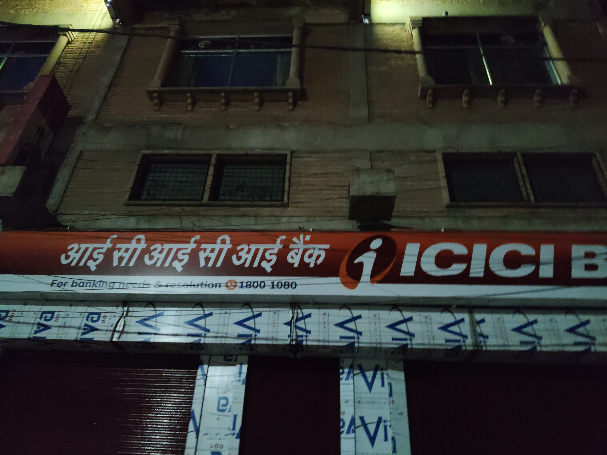 आई सी आई सी आई बैंक i ICICI B
For banking needs & resolution 1800 1080